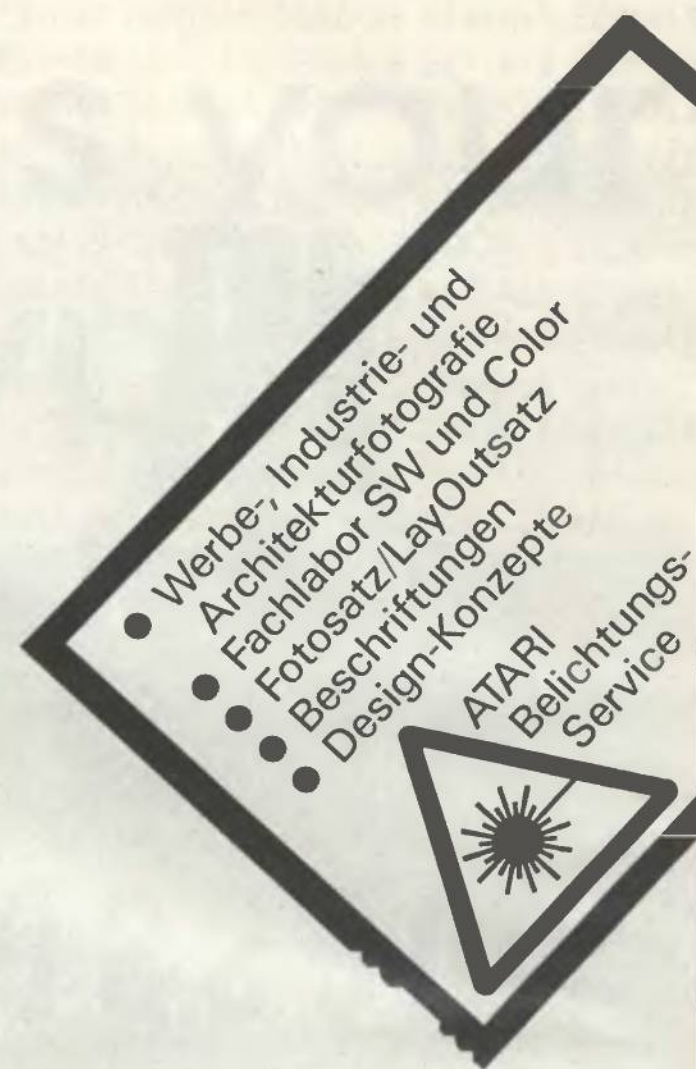 ● Werbe-, Industrie- und
Architekturfotografie
● Fachlabor SW und Color
● Fotosatz/LayOutsatz
● Beschriftungen
● Design-Konzepte
ATARI
Belichtungs-
Service